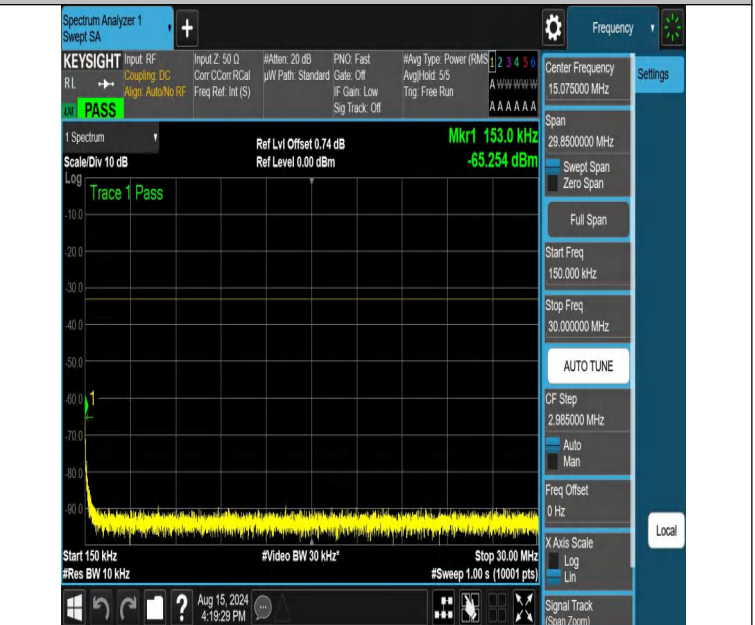 Spectrum Analyzer 1
Swept SA
+
Frequency
KEYSIGHT
RL
PASS
Input: RF
Coupling: DC
Align: Auto/No RF
Input Z: 50 Ω
Corr CCorr RCal
Freq Ref: Int (S)
#Atten: 20 dB
µW Path: Standard
PNO: Fast
Gate: Off
IF Gain: Low
Sig Track: Off
#Avg Type: Power (RMS
Avg|Hold: 5/5
Trig: Free Run
1 2 3 4 5 6
A W W W W W
A A A A A A
1 Spectrum
Scale/Div 10 dB
Ref Lvl Offset 0.74 dB
Ref Level 0.00 dBm
Mkr1 153.0 kHz
-65.254 dBm
Log
Trace 1 Pass
-10.0
-20.0
-30.0
-40.0
-50.0
-60.0
1
-70.0
-80.0
-90.0
Start 150 kHz
#Res BW 10 kHz
#Video BW 30 kHz*
Stop 30.00 MHz
#Sweep 1.00 s (10001 pts)
Center Frequency
15.075000 MHz
Settings
Span
29.8500000 MHz
Swept Span
Zero Span
Full Span
Start Freq
150.000 kHz
Stop Freq
30.000000 MHz
AUTO TUNE
CF Step
2.985000 MHz
Auto
Man
Freq Offset
0 Hz
Local
X Axis Scale
Log
Lin
Signal Track
(Span Zoom)
?
Aug 15, 2024
4:19:29 PM